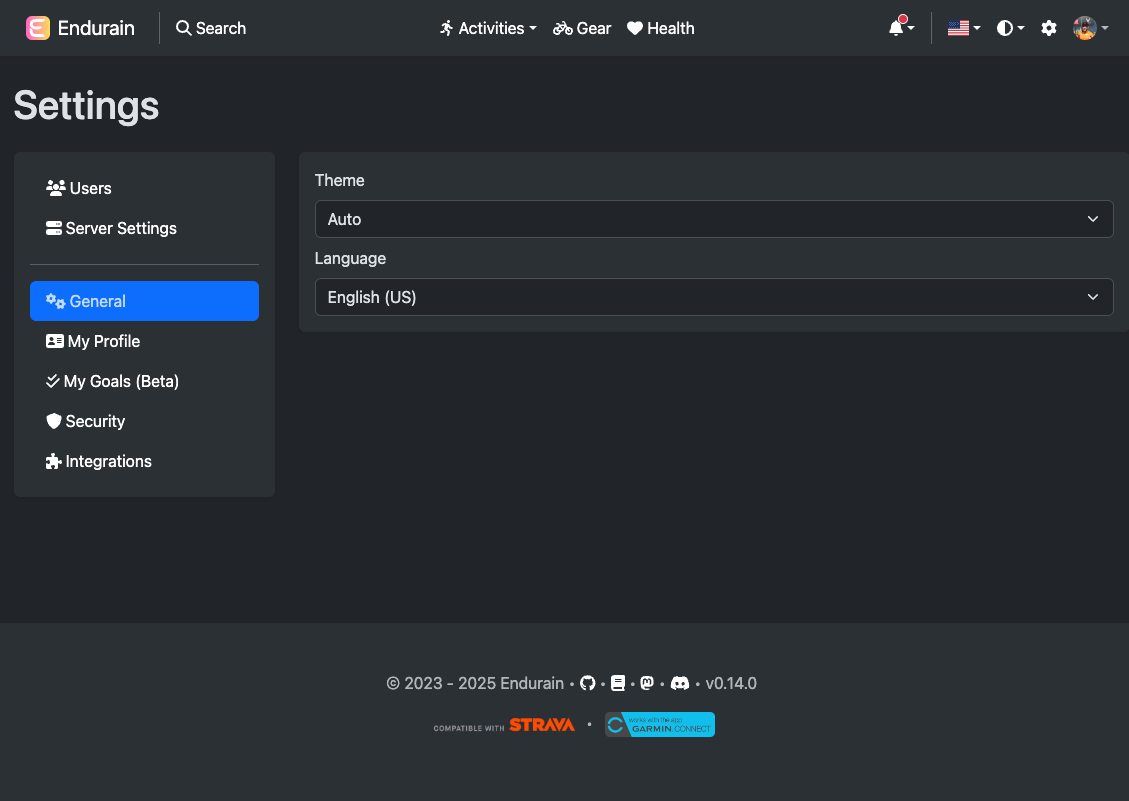 Endurain Search Activities Gear Health
Settings
Users
Server Settings
General
My Profile
My Goals (Beta)
Security
Integrations
Theme
Auto
Language
English (US)
© 2023 - 2025 Endurain • • • • • v0.14.0
COMPATIBLE WITH STRAVA • works with the app
GARMIN CONNECT